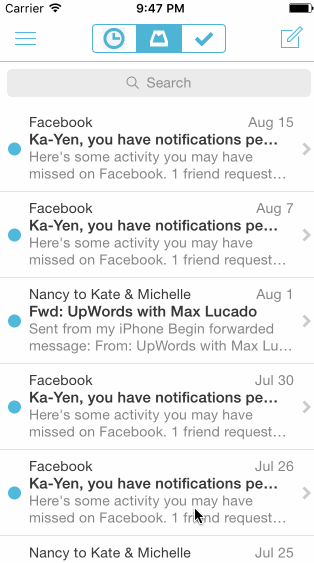 Carrier 9:47 PM
Search
Facebook Aug 15
Ka-Yen, you have notifications pe...
Here's some activity you may have
missed on Facebook. 1 friend request...
Facebook Aug 7
Ka-Yen, you have notifications pe...
Here's some activity you may have
missed on Facebook. 1 friend request...
Nancy to Kate & Michelle Aug 1
Fwd: UpWords with Max Lucado
Sent from my iPhone Begin forwarded
message: From: UpWords with Max Lu...
Facebook Jul 30
Ka-Yen, you have notifications pe...
Here's some activity you may have
missed on Facebook. 1 friend request...
Facebook Jul 26
Ka-Yen, you have notifications pe...
Here's some activity you may have
missed on Facebook. 1 friend request...
Nancy to Kate & Michelle Jul 25